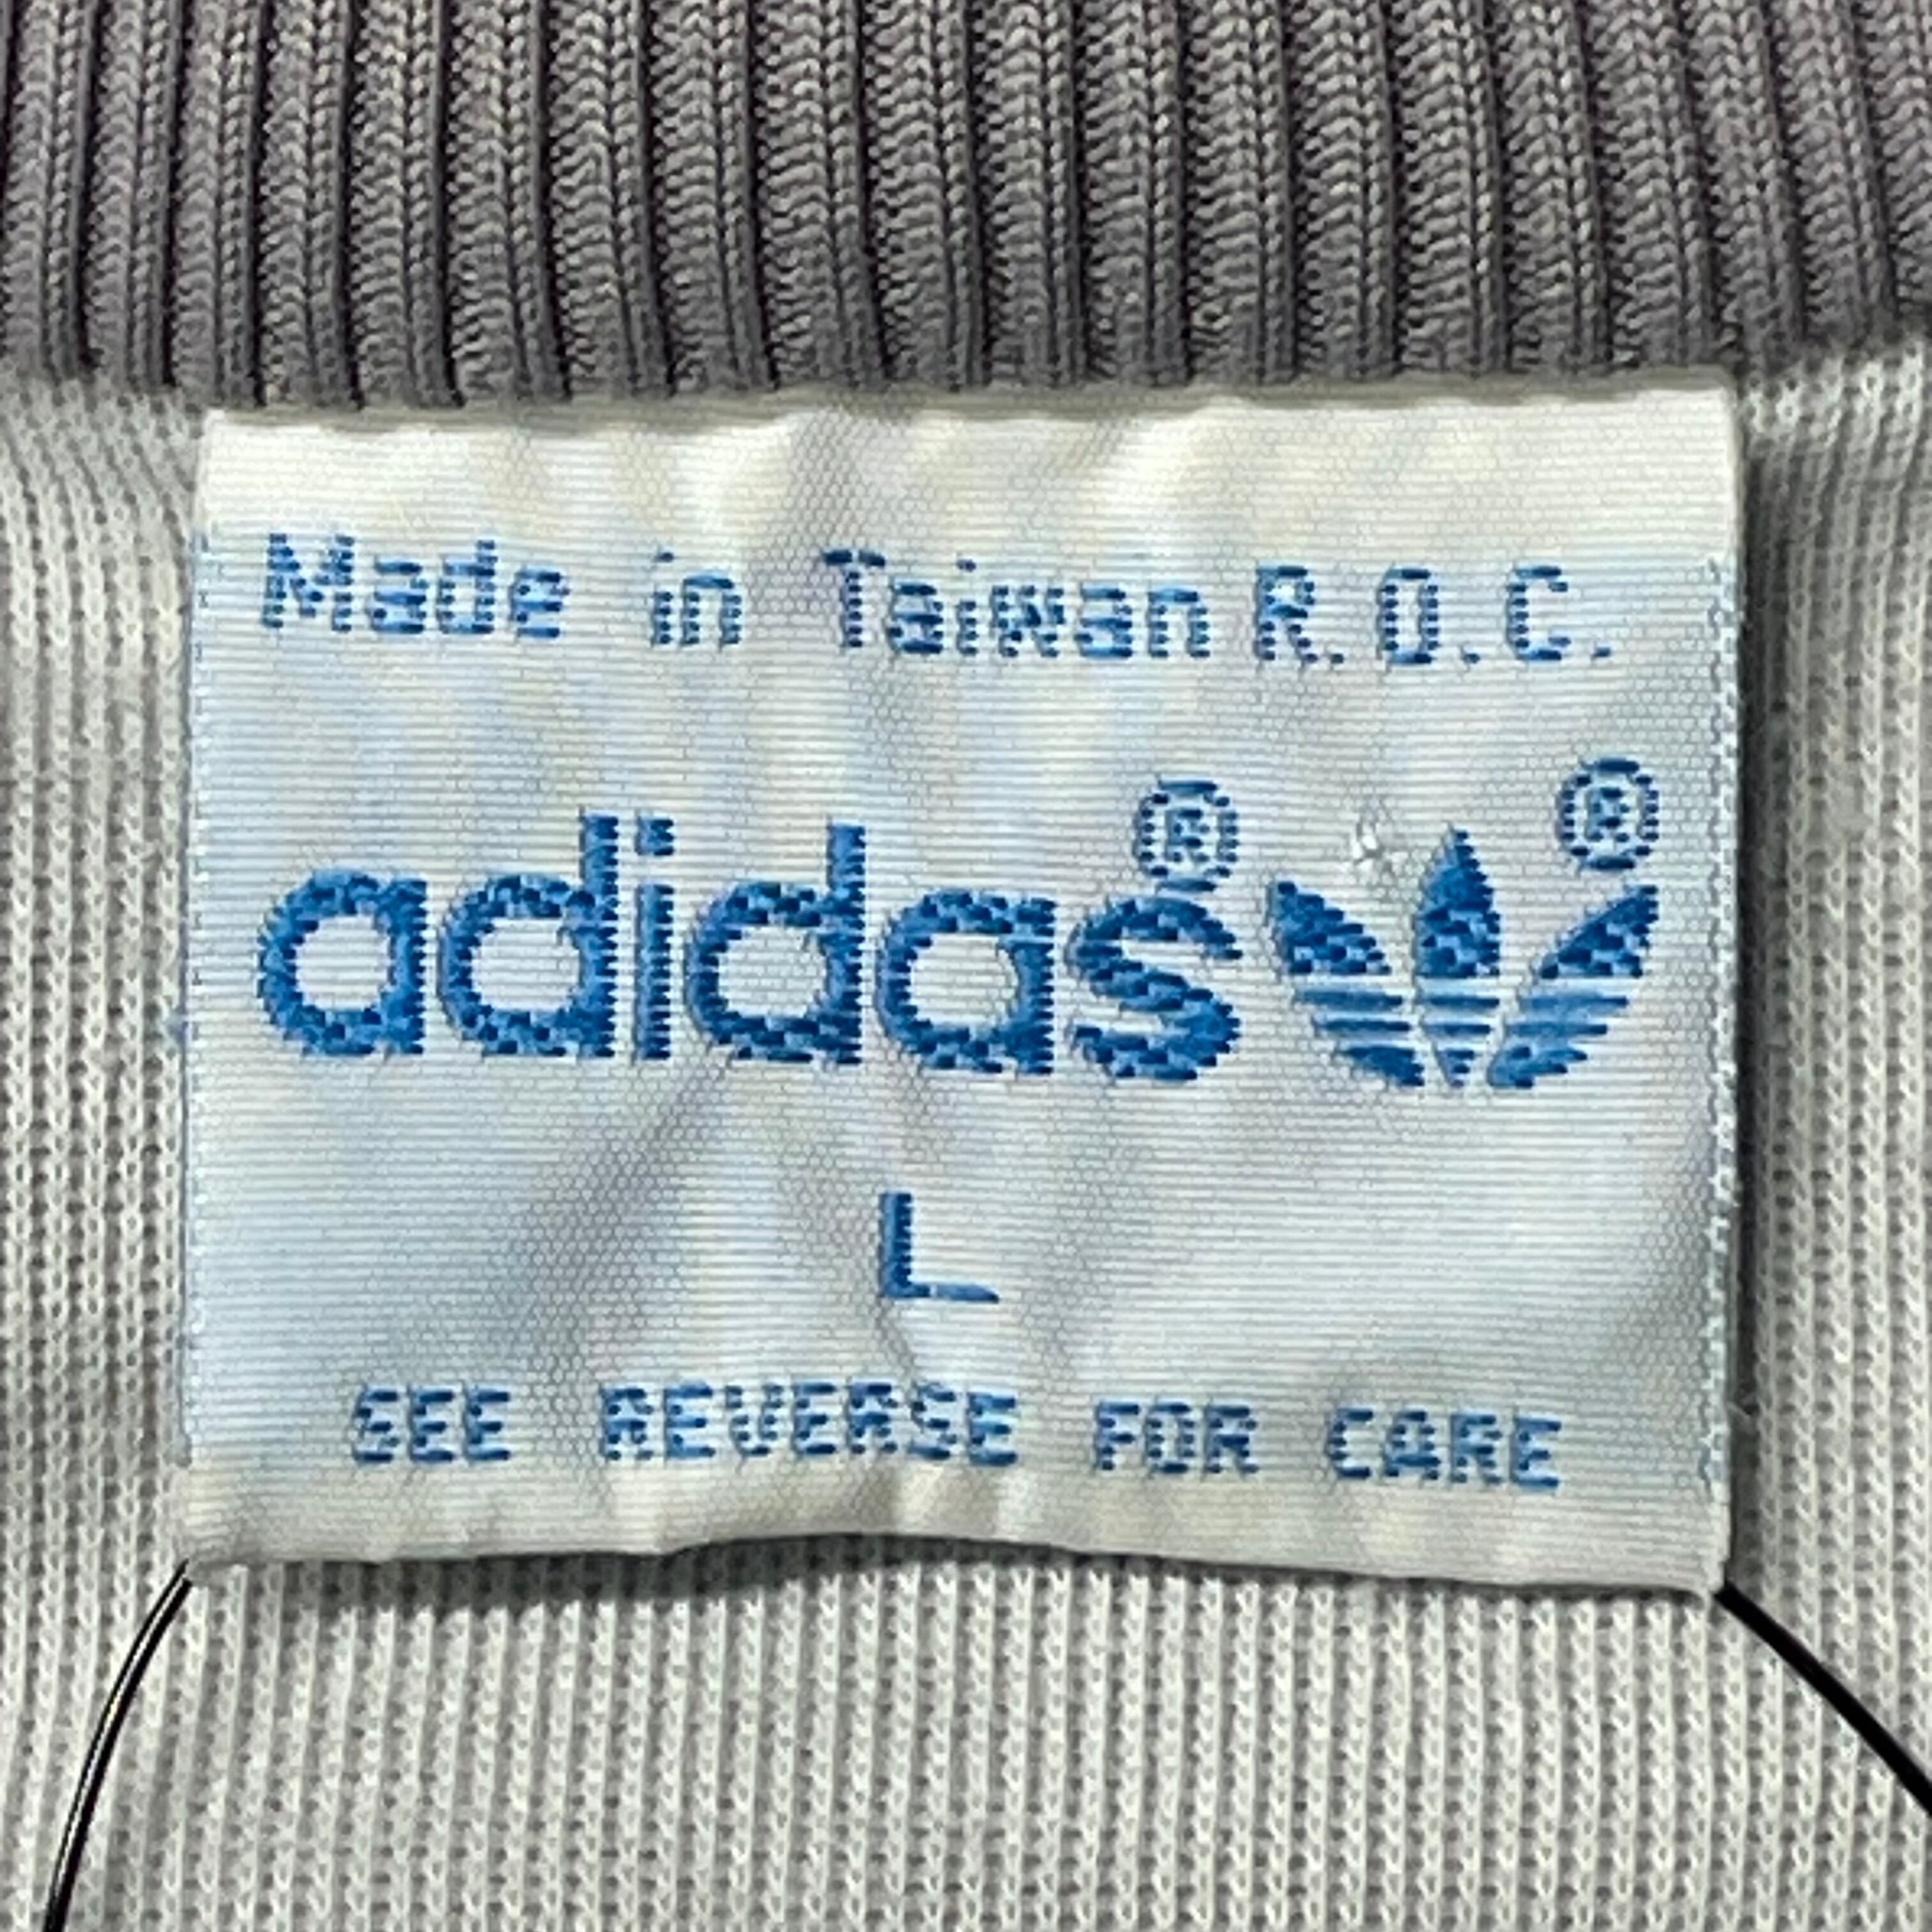 Made in Taiwan R.O.C.
adidas® ®
L
SEE REVERSE FOR CARE